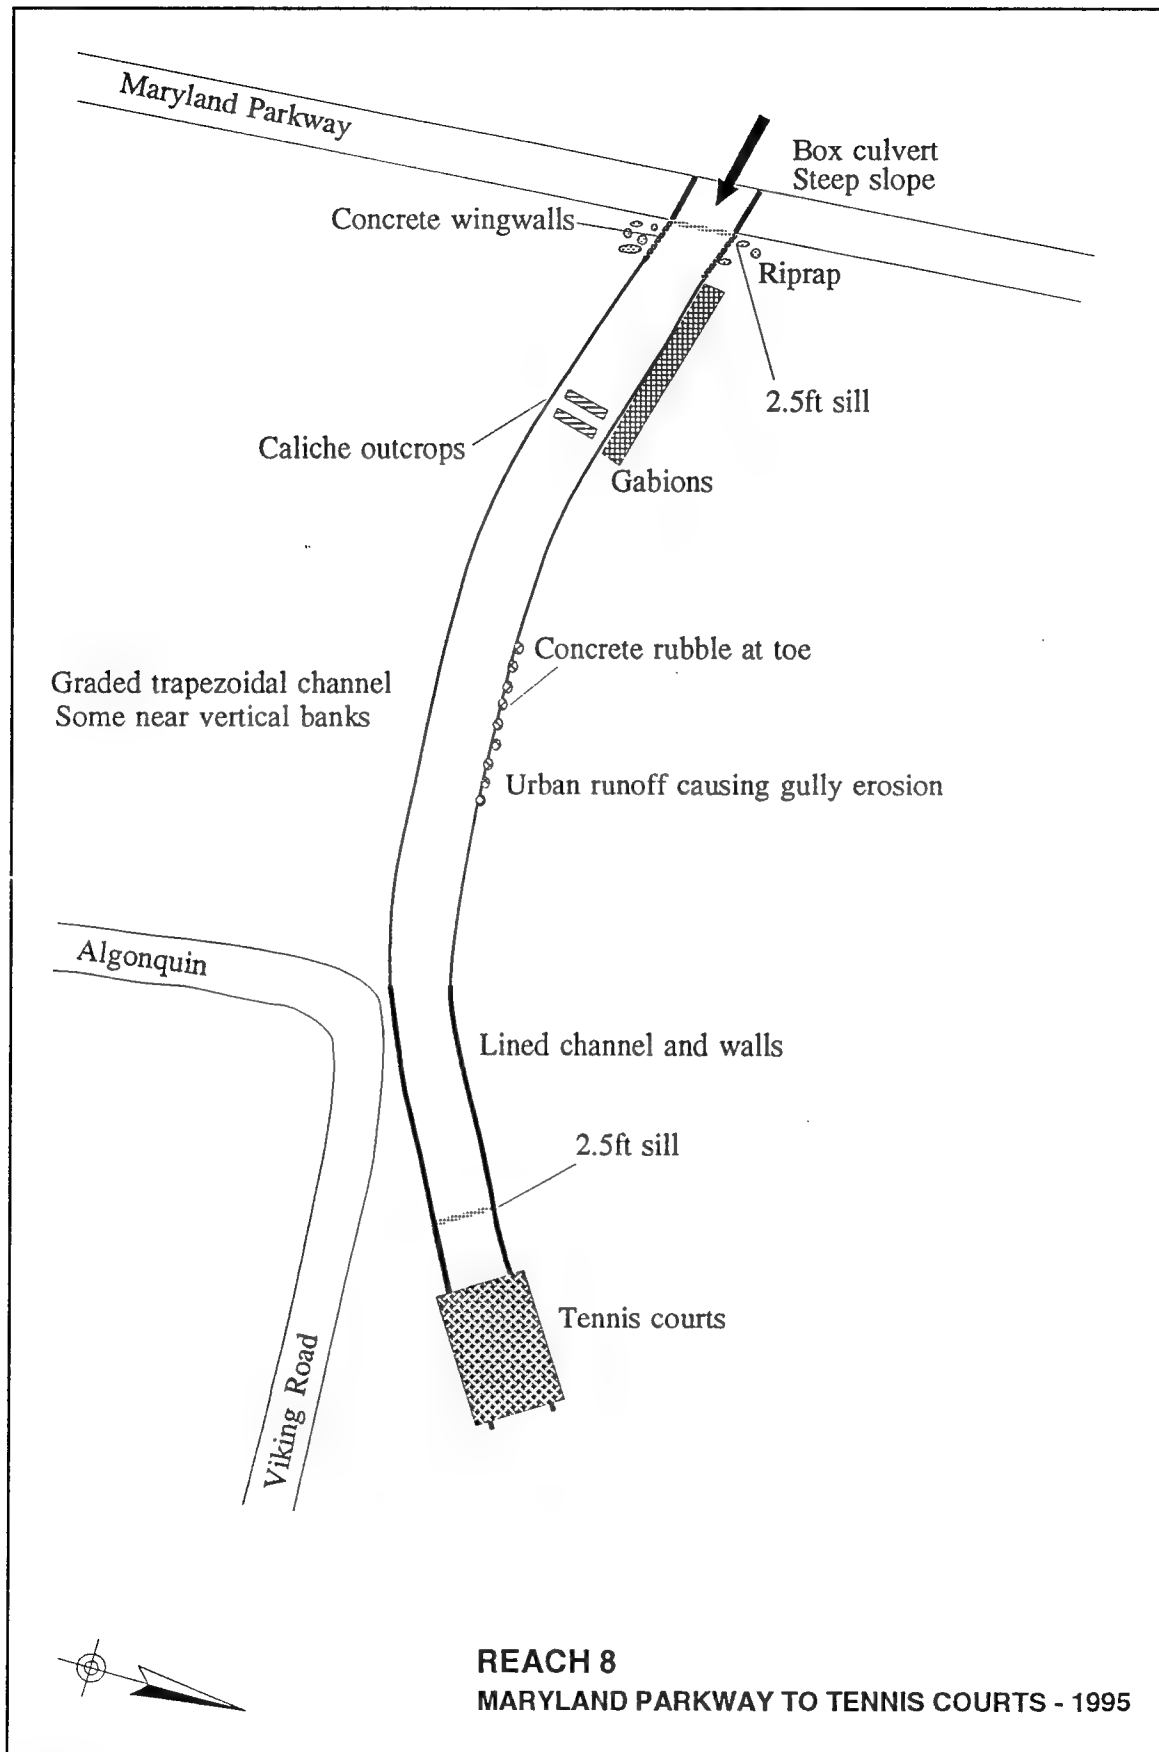 Maryland Parkway
Box culvert
Steep slope
Concrete wingwalls
Riprap
2.5ft sill
Caliche outcrops
Gabions
Concrete rubble at toe
Graded trapezoidal channel
Some near vertical banks
Urban runoff causing gully erosion
Algonquin
Lined channel and walls
2.5ft sill
Tennis courts
Viking Road
REACH 8
MARYLAND PARKWAY TO TENNIS COURTS - 1995